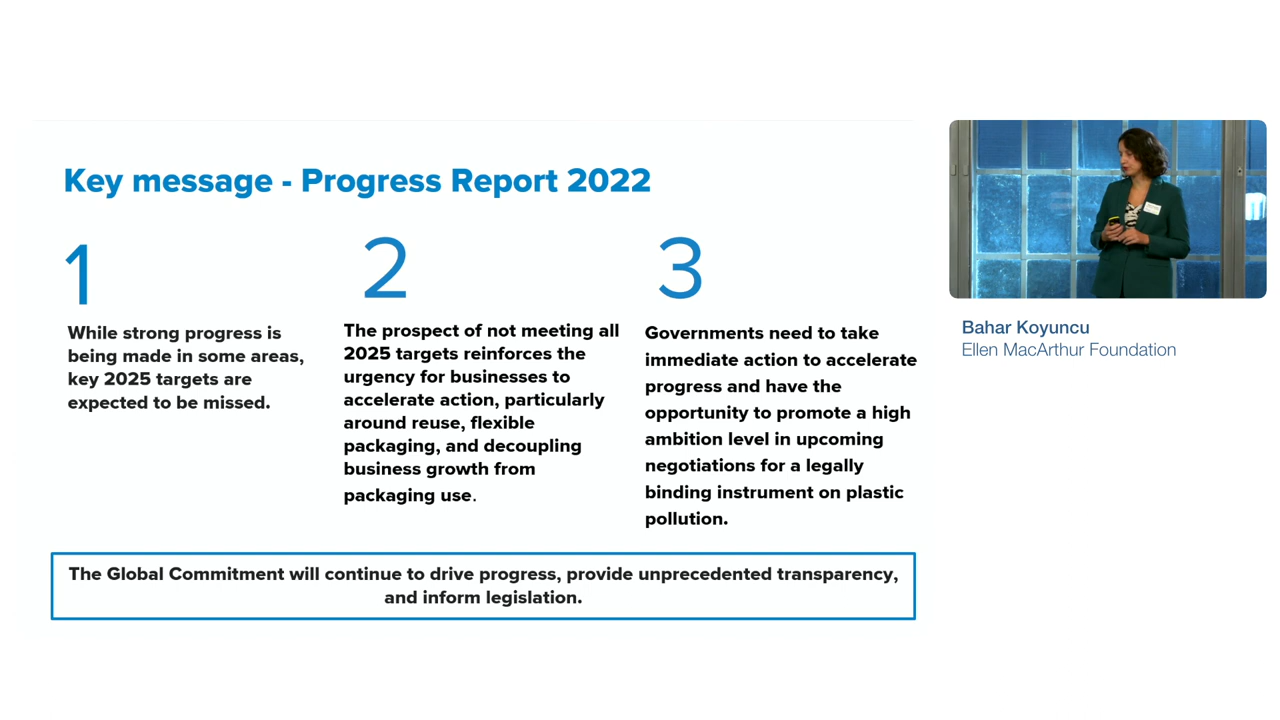 Key message - Progress Report 2022
1
While strong progress is
being made in some areas,
key 2025 targets are
expected to be missed.
2
The prospect of not meeting all
2025 targets reinforces the
urgency for businesses to
accelerate action, particularly
around reuse, flexible
packaging, and decoupling
business growth from
packaging use.
3
Governments need to take
immediate action to accelerate
progress and have the
opportunity to promote a high
ambition level in upcoming
negotiations for a legally
binding instrument on plastic
pollution.
The Global Commitment will continue to drive progress, provide unprecedented transparency,
and inform legislation.
Bahar Koyuncu
Ellen MacArthur Foundation